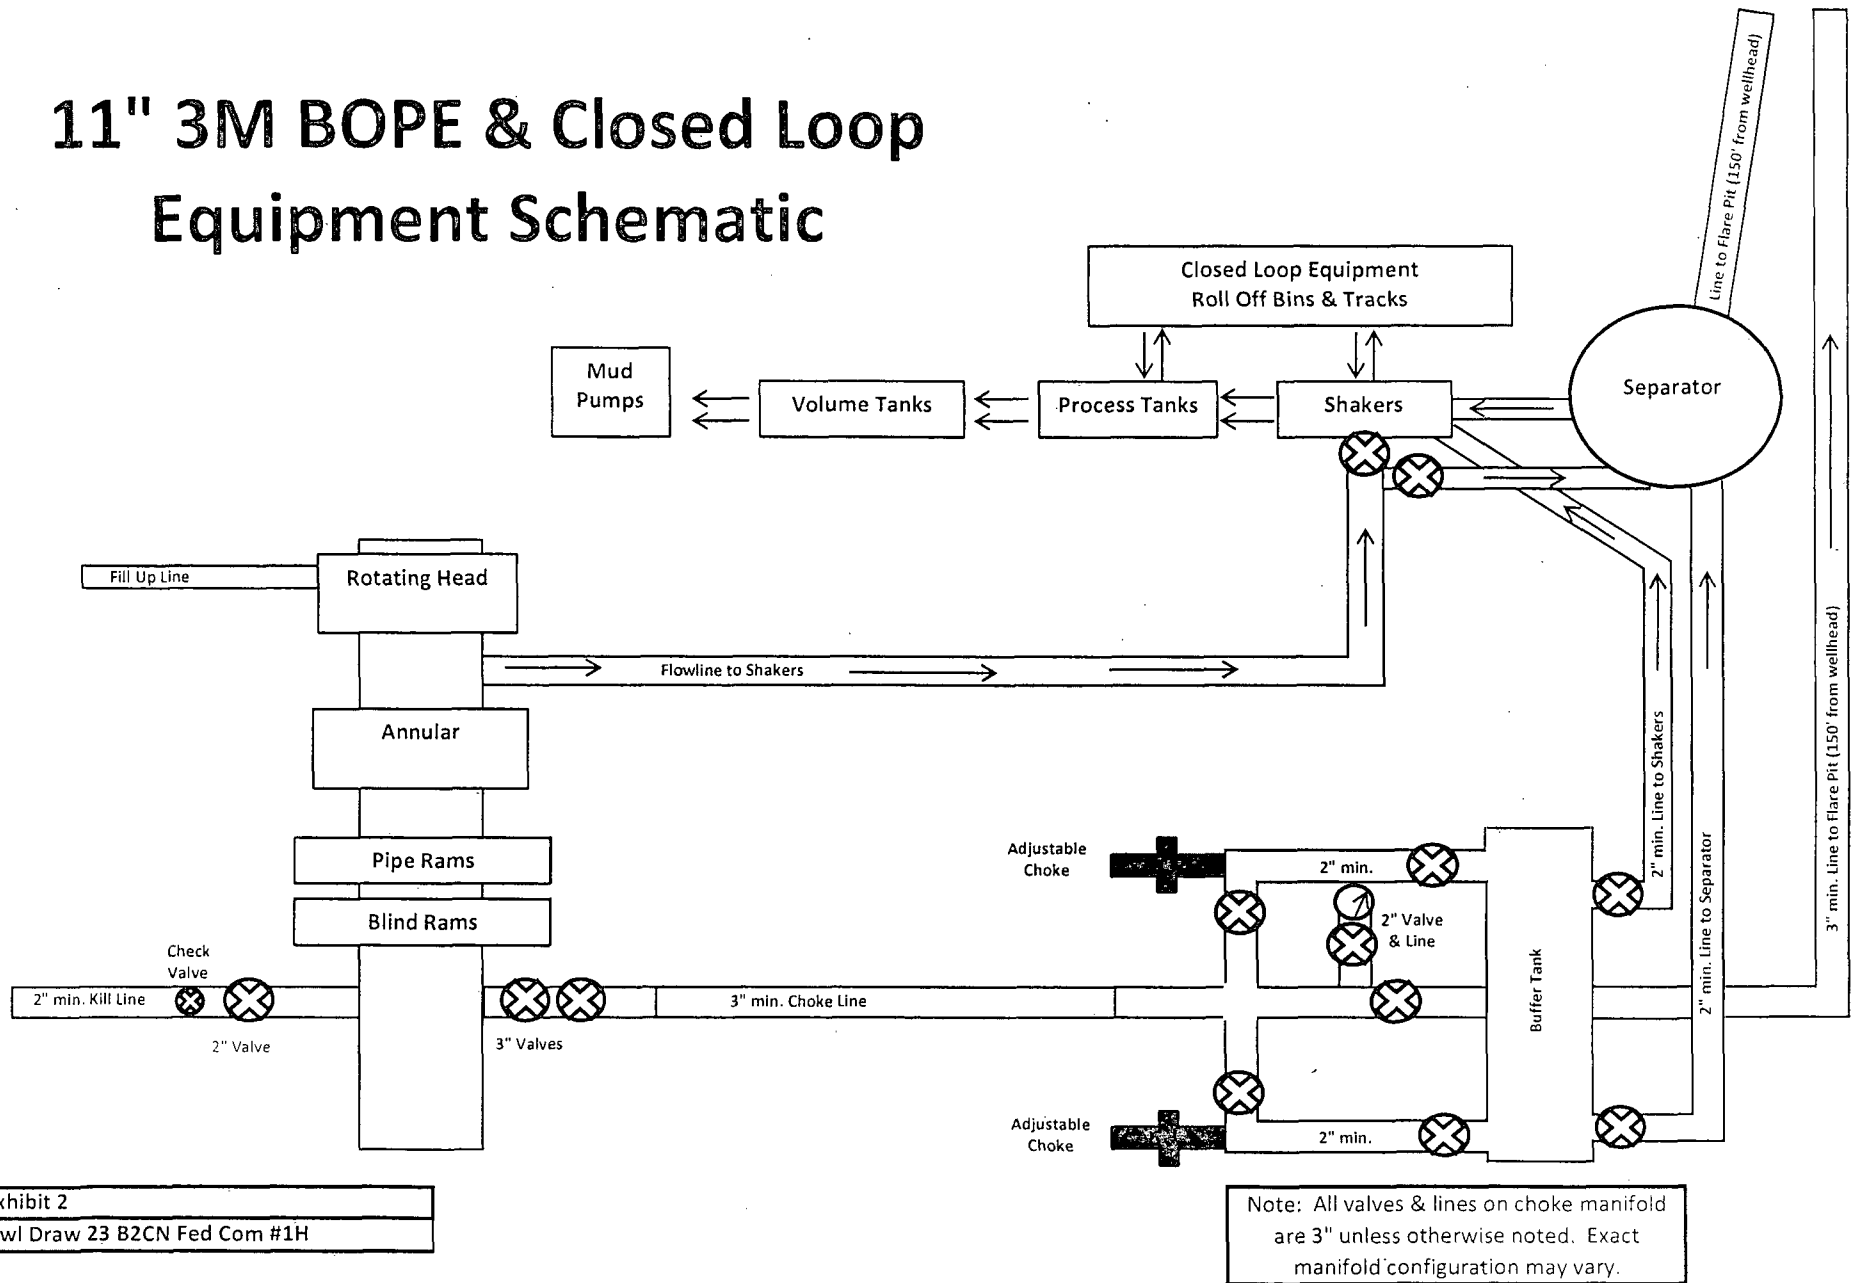 11" 3M BOPE & Closed Loop
Equipment Schematic
Line to Flare Pit (150' from wellhead)
Closed Loop Equipment
Roll Off Bins & Tracks
Mud
Pumps
Volume Tanks
Process Tanks
Shakers
Separator
Fill Up Line
Rotating Head
Flowline to Shakers
Annular
Pipe Rams
Blind Rams
Check
Valve
2" min. Kill Line
2" Valve
3" Valves
3" min. Choke Line
Adjustable
Choke
2" min.
2" Valve
& Line
Adjustable
Choke
2" min.
Buffer Tank
2" min. Line to Shakers
2" min. Line to Separator
3" min. Line to Flare Pit (150' from wellhead)
xhibit 2
wl Draw 23 B2CN Fed Com #1H
Note: All valves & lines on choke manifold
are 3" unless otherwise noted. Exact
manifold configuration may vary.